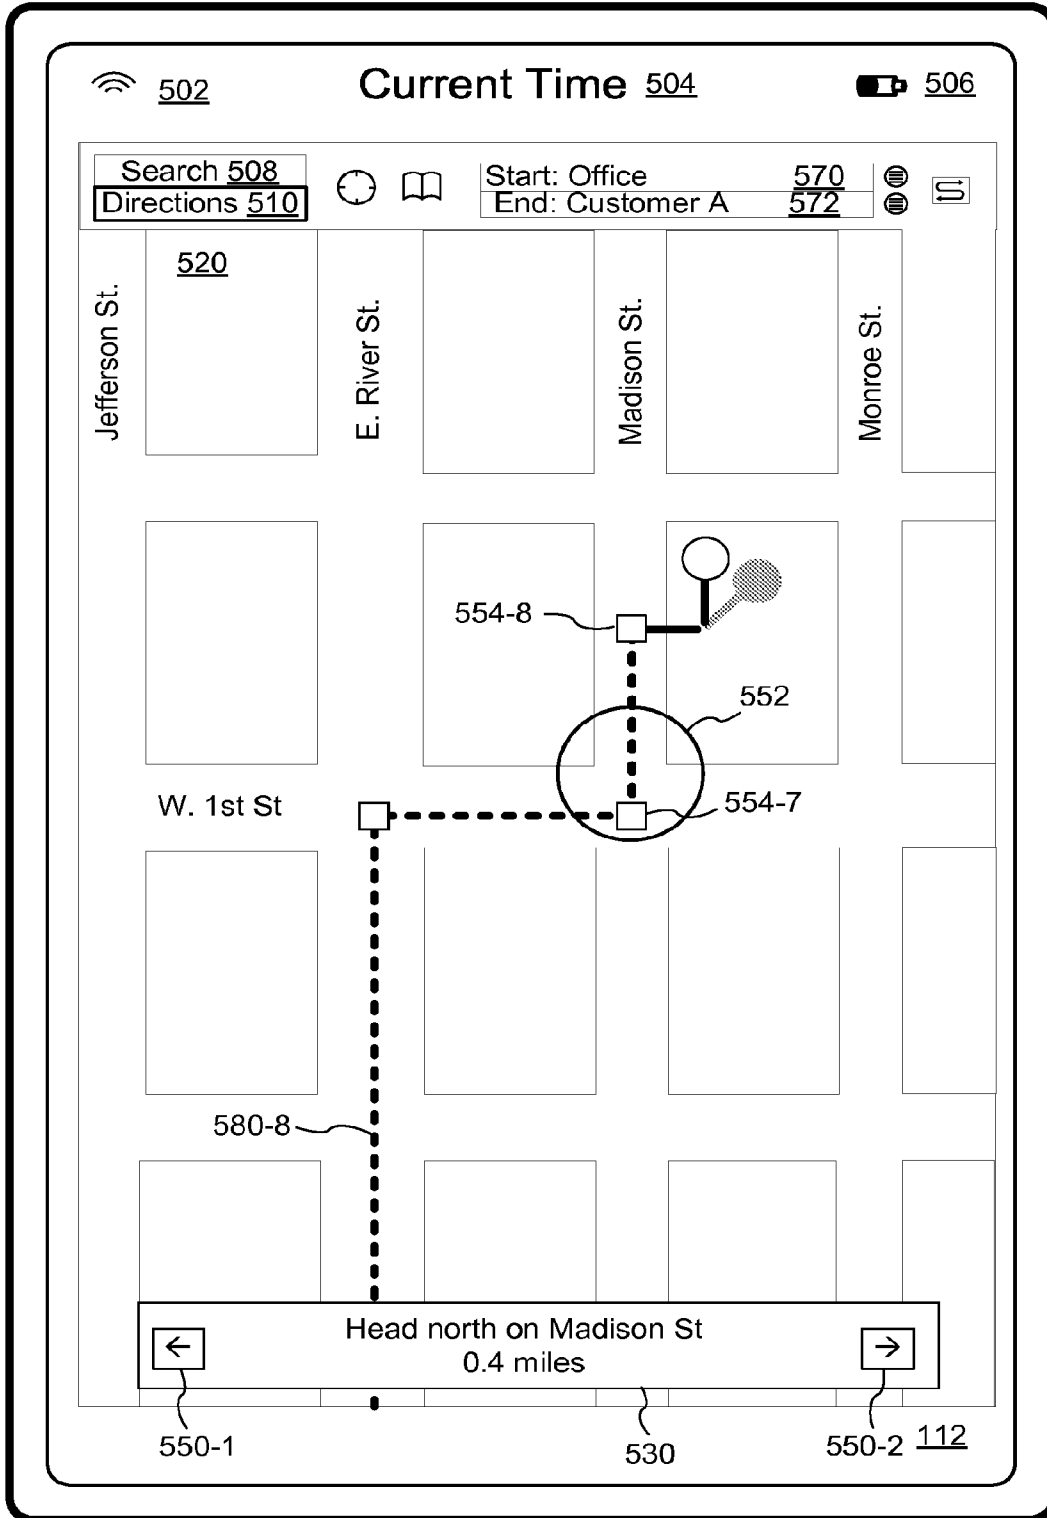 502 Current Time 504 506
Search 508
Directions 510
Start: Office 570
End: Customer A 572
520
Jefferson St.
E. River St.
Madison St.
Monroe St.
554-8
552
W. 1st St
554-7
580-8
Head north on Madison St
0.4 miles
550-1
530
550-2 112